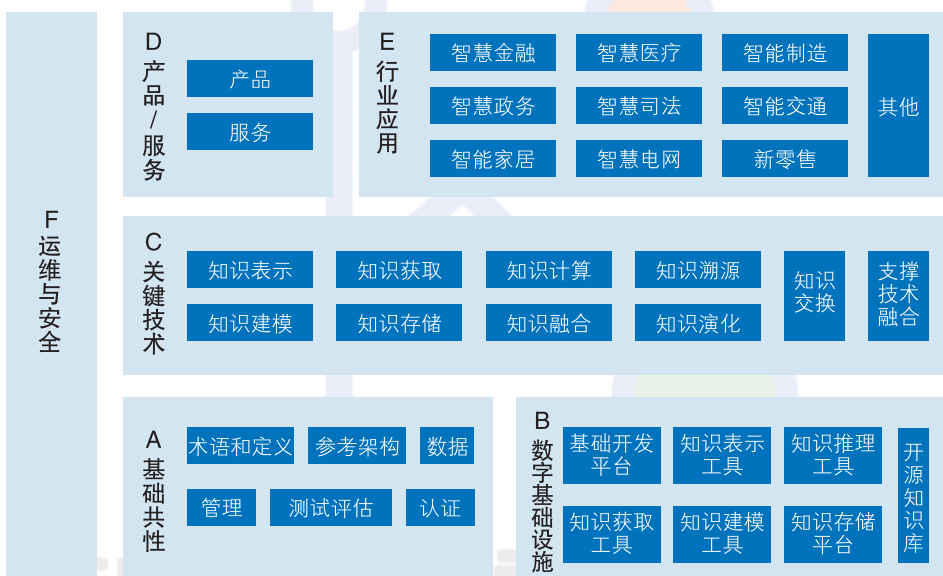 F
运维与安全
D
产品/服务
产品
服务
E
行业应用
智慧金融
智慧医疗
智能制造
智慧政务
智慧司法
智能交通
智能家居
智慧电网
新零售
其他
C
关键技术
知识表示
知识获取
知识计算
知识溯源
知识建模
知识存储
知识融合
知识演化
知识
交换
支撑
技术
融合
A
基础共性
术语和定义
参考架构
数据
管理
测试评估
认证
B
数字基础设施
基础开发
平台
知识表示
工具
知识推理
工具
知识获取
工具
知识建模
工具
知识存储
平台
开源知识库